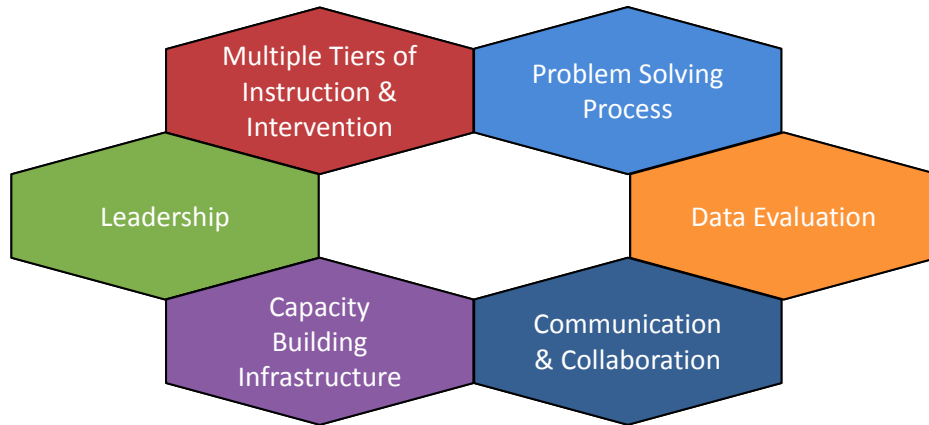 Multiple Tiers of
Instruction &
Intervention
Problem Solving
Process
Leadership
Data Evaluation
Capacity
Building
Infrastructure
Communication
& Collaboration